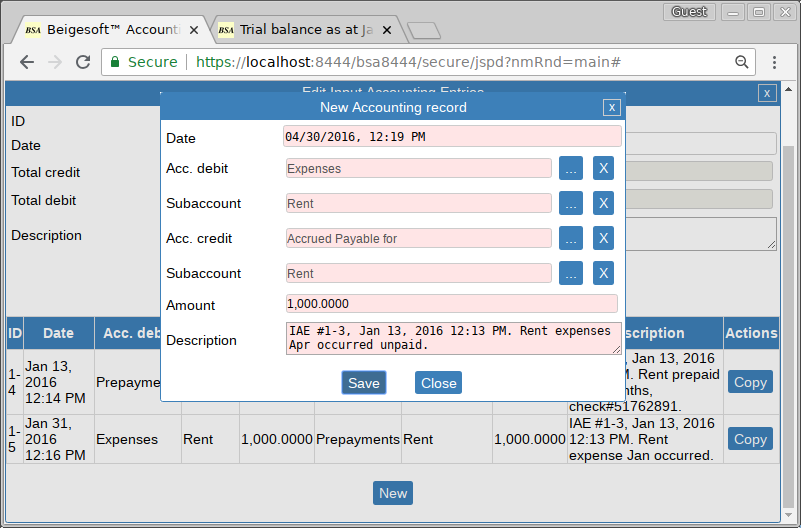 Guest
BSA Beigesoft™ Accounti
BSA Trial balance as at Ja
Secure https://localhost:8444/bsa8444/secure/jspd?nmRnd=main#
Edit Input Accounting Entries
x
New Accounting record
x
ID
Date
Total credit
Total debit
Description
Date 04/30/2016, 12:19 PM
Acc. debit Expenses ... X
Subaccount Rent ... X
Acc. credit Accrued Payable for ... X
Subaccount Rent ... X
Amount 1,000.0000
Description IAE #1-3, Jan 13, 2016 12:13 PM. Rent expenses
Apr occurred unpaid.
Save Close
ID Date Acc. deb scription Actions
1-4 Jan 13, 2016 12:14 PM Prepayme , Jan 13, 2016
M. Rent prepaid
nths,
check#51762891. Copy
1-5 Jan 31, 2016 12:16 PM Expenses Rent 1,000.0000 Prepayments Rent 1,000.0000 IAE #1-3, Jan 13, 2016
12:13 PM. Rent
expense Jan occurred. Copy
New